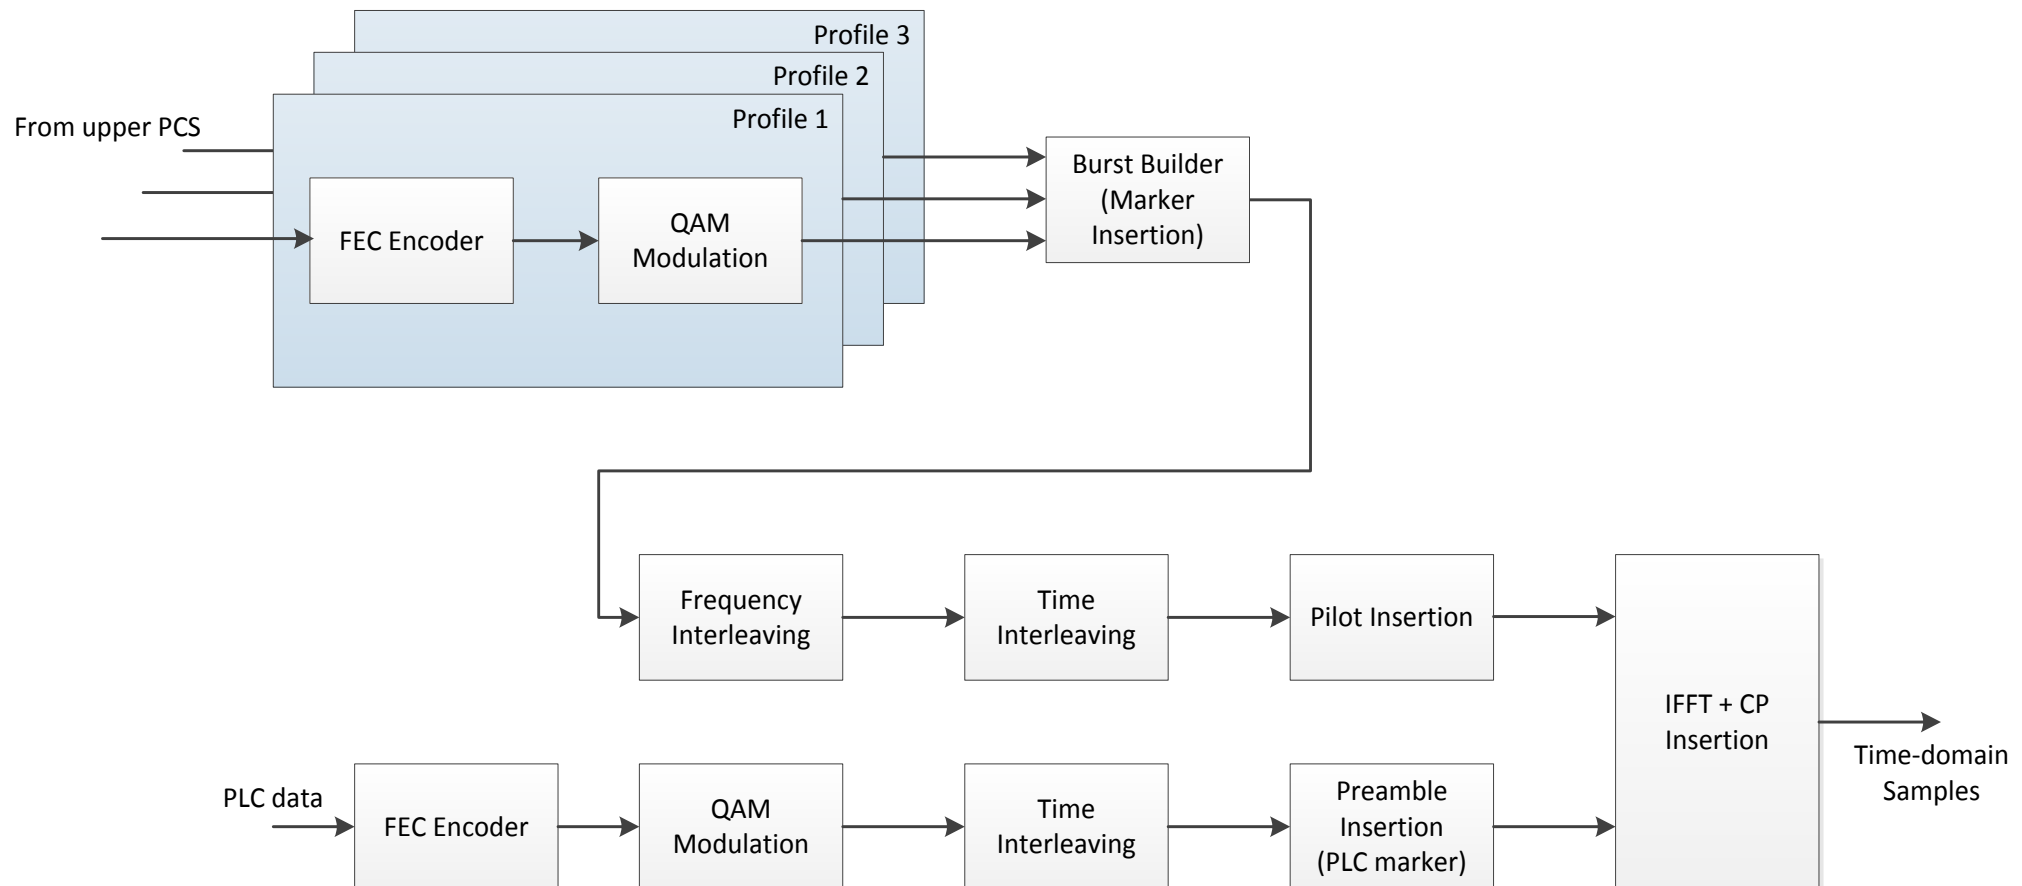 Profile 3
Profile 2
Profile 1
From upper PCS
FEC Encoder
QAM
Modulation
Burst Builder
(Marker
Insertion)
Frequency
Interleaving
Time
Interleaving
Pilot Insertion
IFFT + CP
Insertion
Time-domain
Samples
PLC data
FEC Encoder
QAM
Modulation
Time
Interleaving
Preamble
Insertion
(PLC marker)